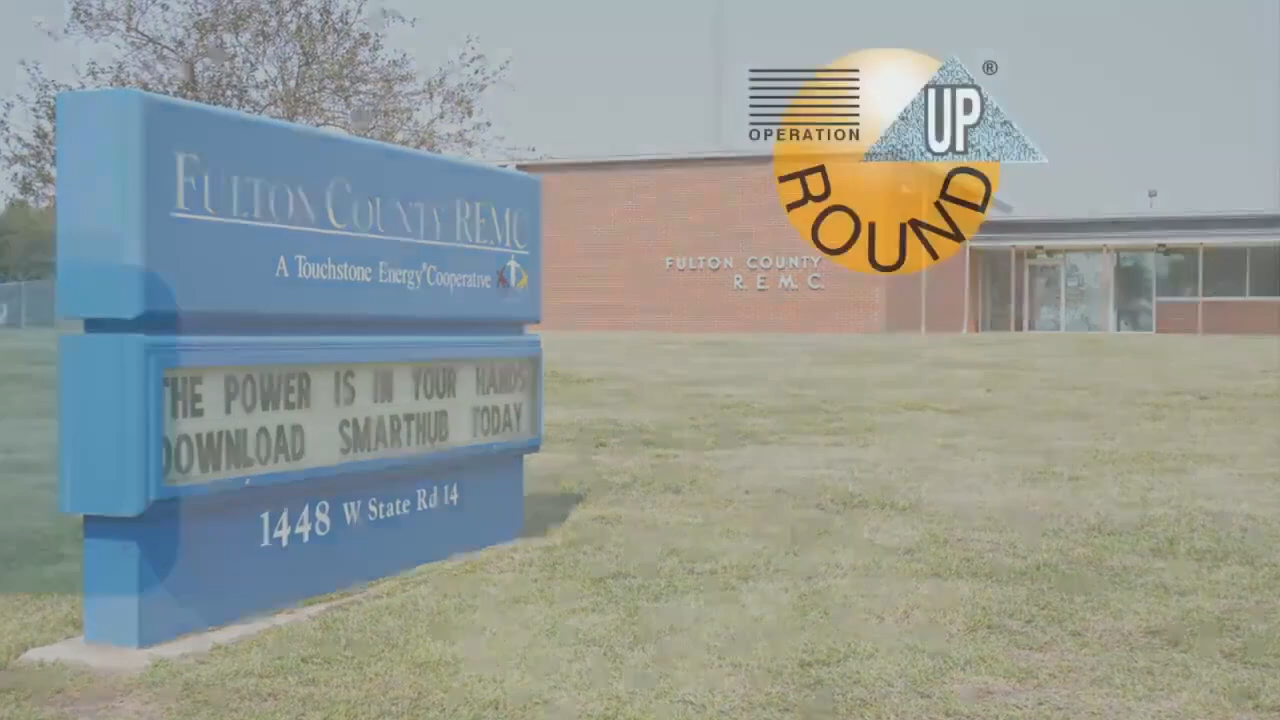 FULTON COUNTY REMC
A Touchstone Energy® Cooperative
THE POWER IS IN YOUR HANDS
DOWNLOAD SMARTHUB TODAY
1448 W State Rd 14
OPERATION
ROUND
UP ®
FULTON COUNTY
R. E. M. C.